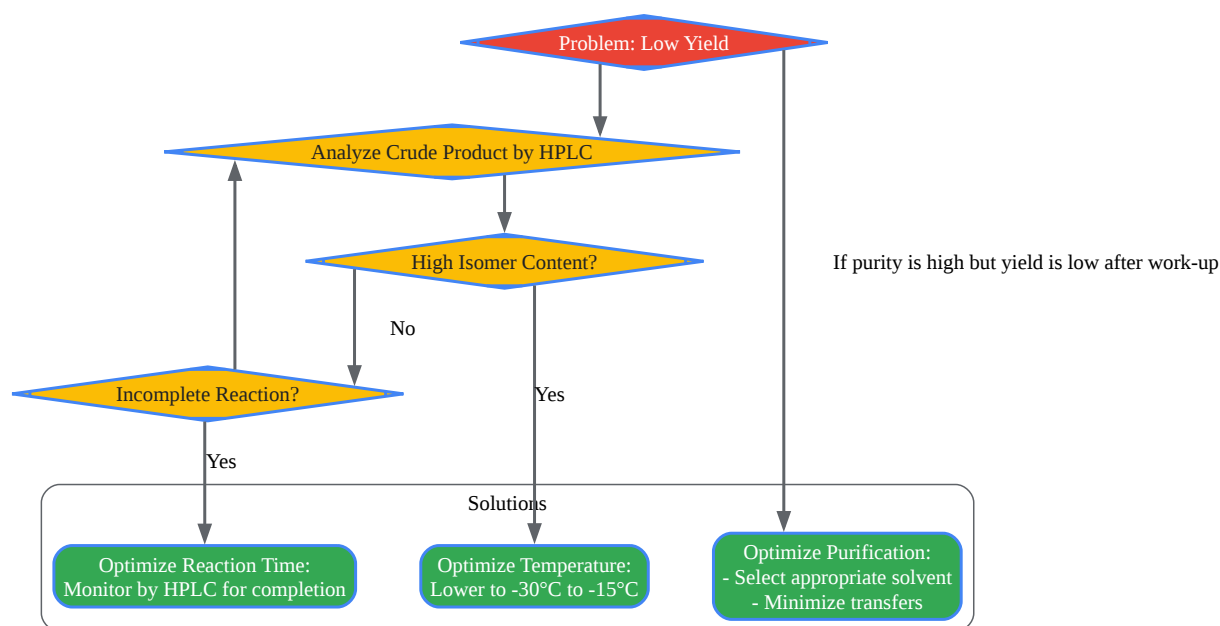 Problem: Low Yield
Analyze Crude Product by HPLC
High Isomer Content?
If purity is high but yield is low after work-up
No
Incomplete Reaction?
Yes
Yes
Solutions
Optimize Reaction Time:
Monitor by HPLC for completion
Optimize Temperature:
Lower to -30°C to -15°C
Optimize Purification:
- Select appropriate solvent
- Minimize transfers